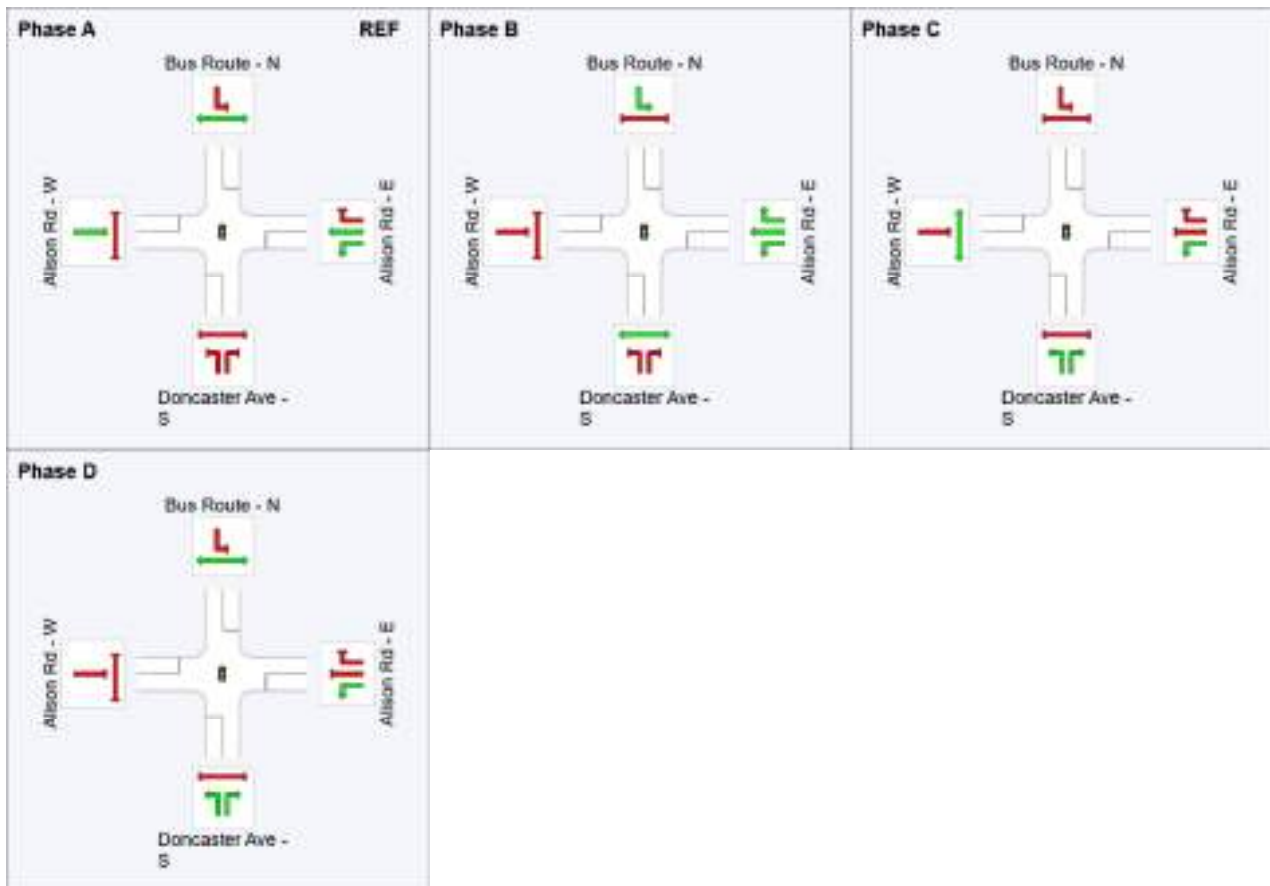 Phase A REF
Bus Route - N
Alison Rd - W
Alison Rd - E
Doncaster Ave -
S
Phase B
Bus Route - N
Alison Rd - W
Alison Rd - E
Doncaster Ave -
S
Phase C
Bus Route - N
Alison Rd - W
Alison Rd - E
Doncaster Ave -
S
Phase D
Bus Route - N
Alison Rd - W
Alison Rd - E
Doncaster Ave -
S